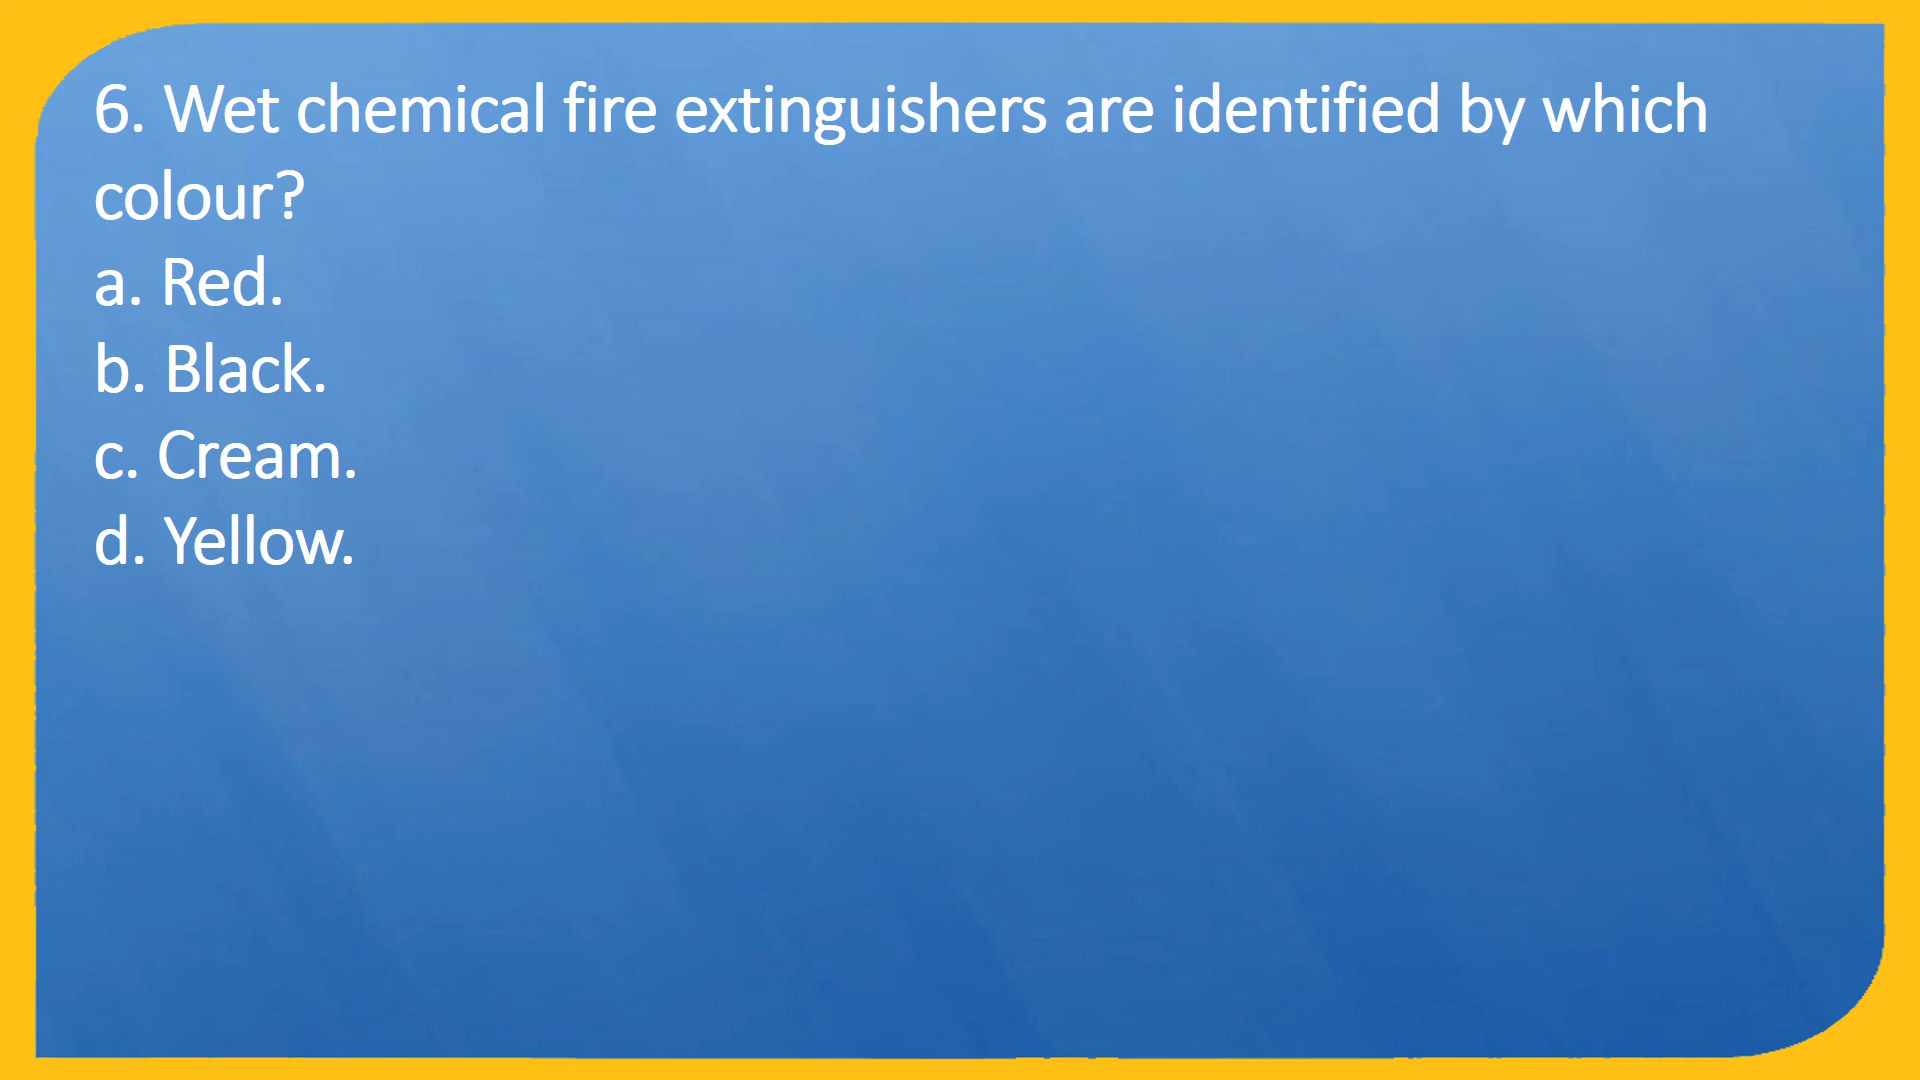 6. Wet chemical fire extinguishers are identified by which
colour?
a. Red.
b. Black.
c. Cream.
d. Yellow.